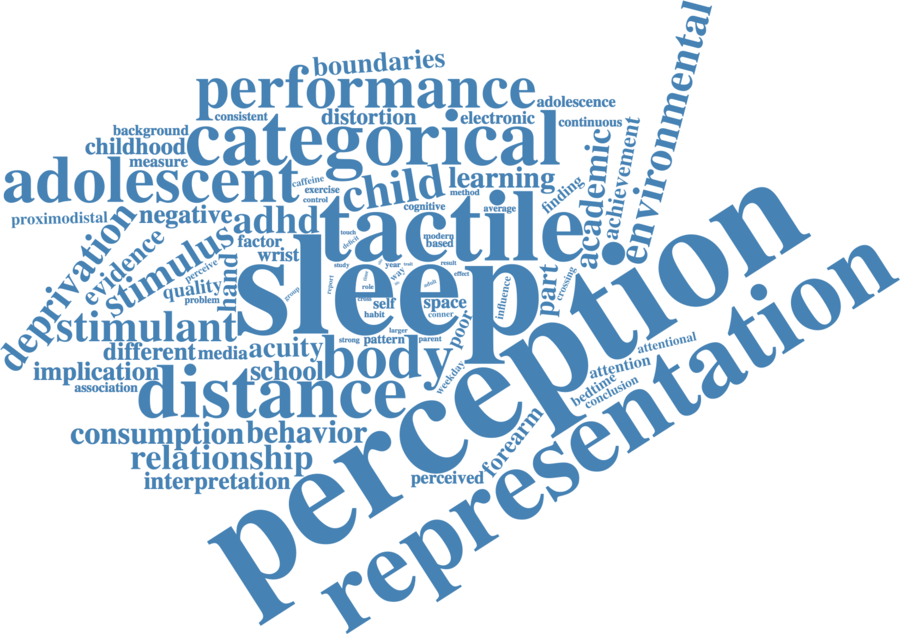 environmental
boundaries
performance
adolescence
consistent
distortion
electronic
continuous
background
categorical
childhood
measure
academic
achievement
adolescent
caffeine
exercise
control
child
learning
method
finding
proximodistal
negative
adhd
tactile
cognitive
average
deprivation
evidence
stimulus
factor
wrist
touch
deficit
modern
based
perceive
quality
problem
hand
sleep
study
year
way
result
effect
adult
role
group
report
cross
self
habit
space
conner
influence
part
crossing
perception
stimulant
strong
pattern
larger
parent
poor
different
media
acuity
body
weekday
implication
school
association
distance
attentional
attention
bedtime
conclusion
representation
consumption
behavior
relationship
forearm
interpretation
perceived